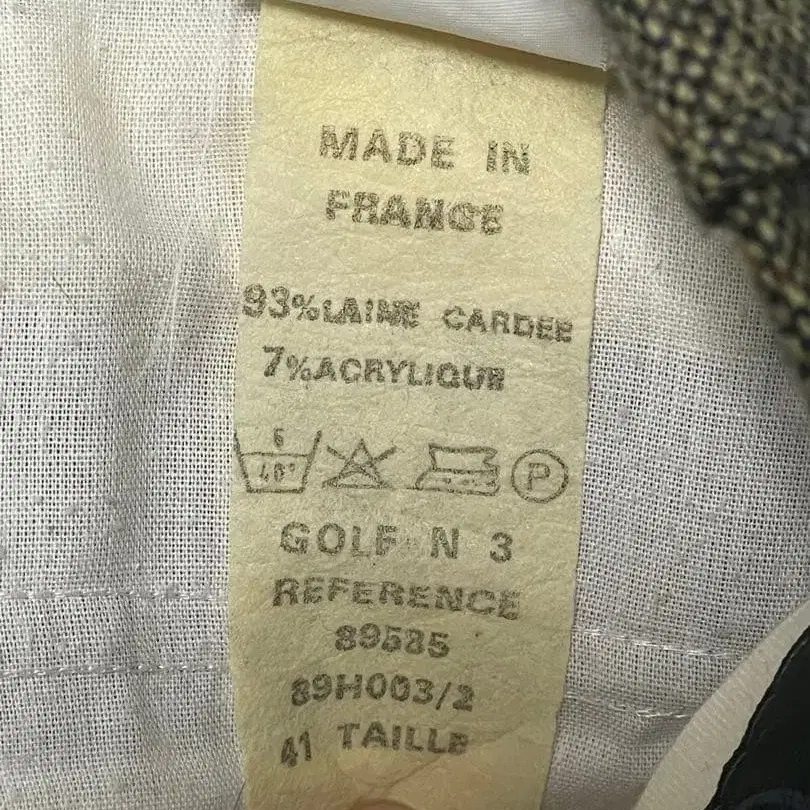 MADE IN
FRANCE
93% LAINE CARDEE
7% ACRYLIQUE
6
40°
P
GOLF N 3
REFERENCE
89585
89H003/2
41 TAILLE